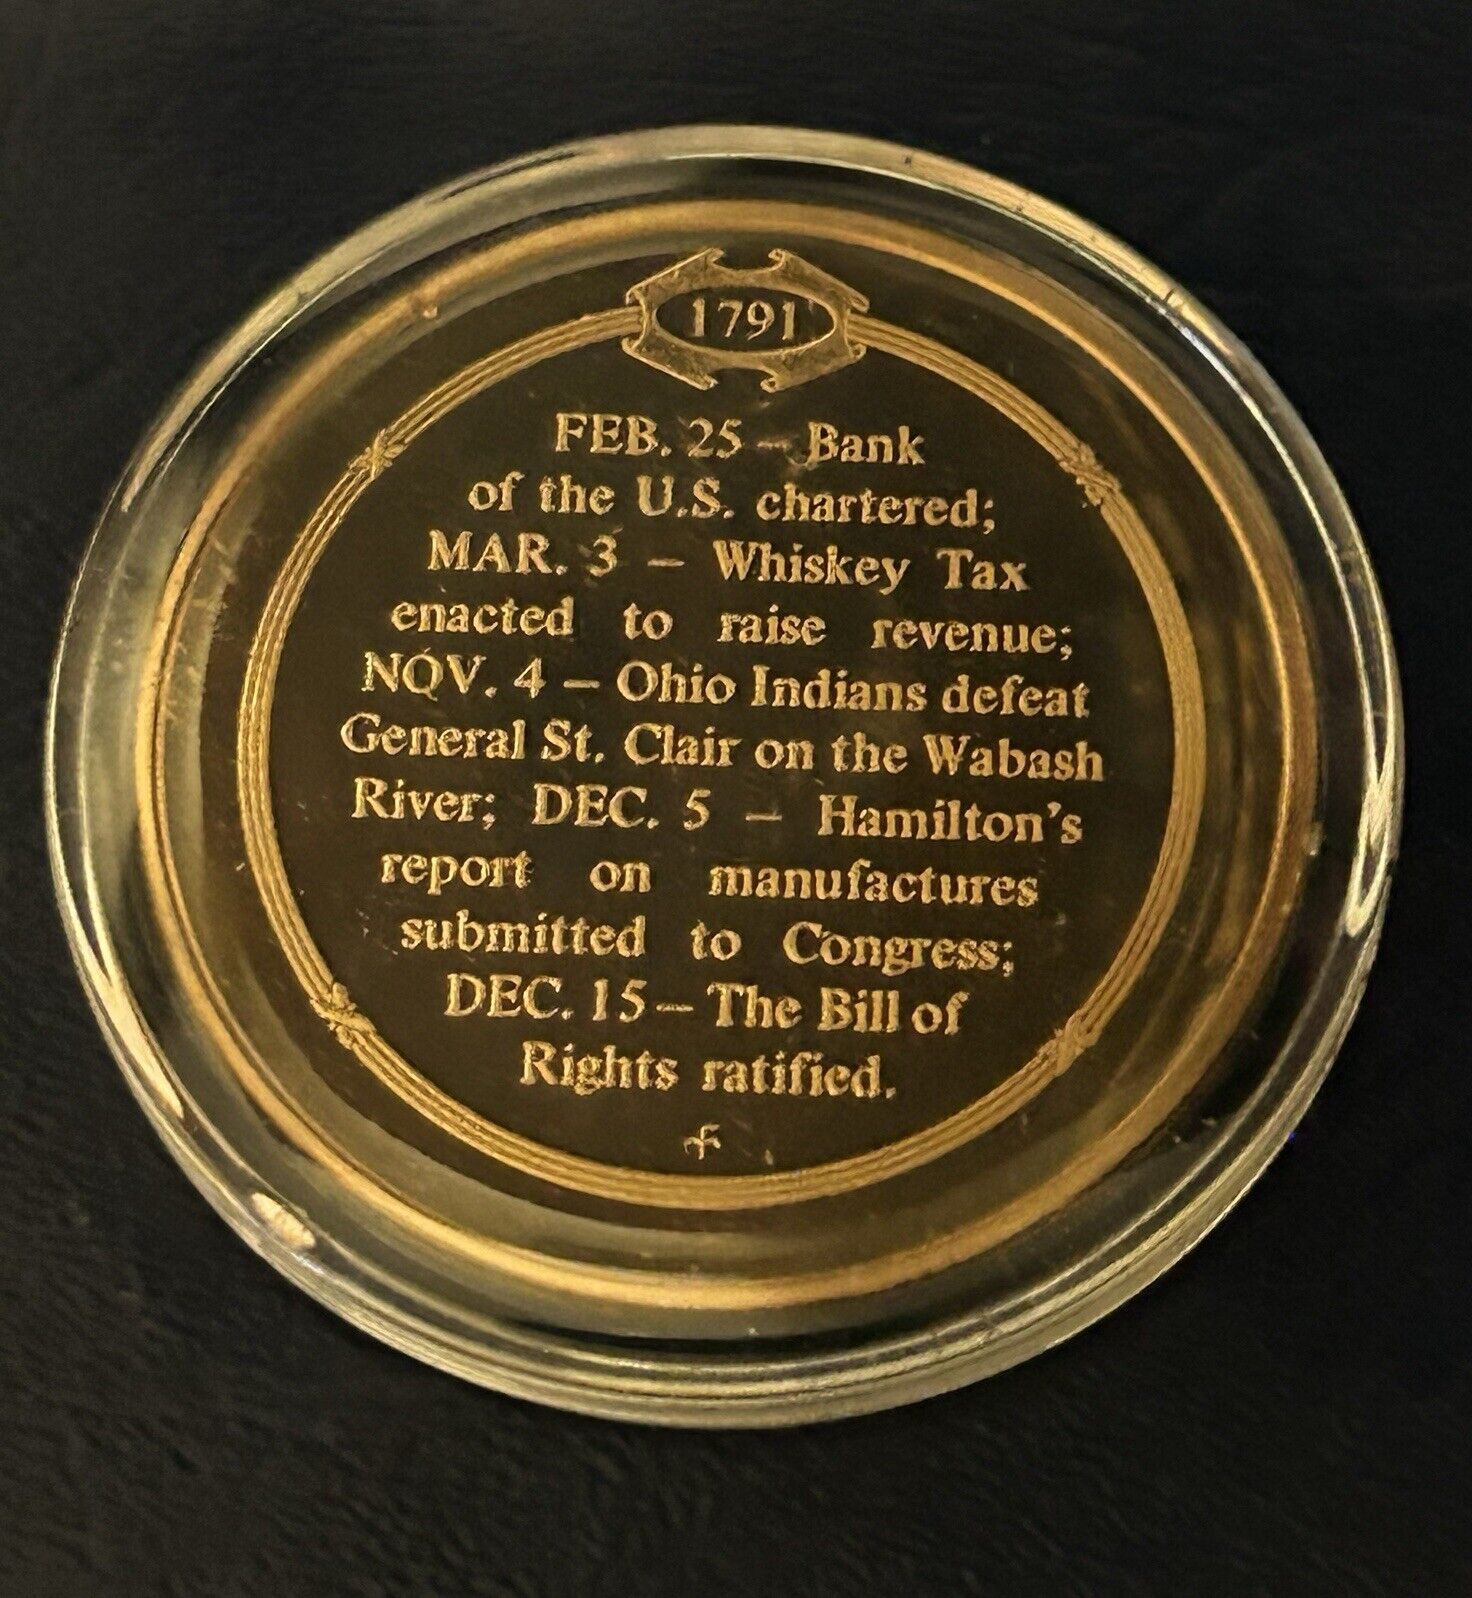 1791
FEB. 25 – Bank
of the U.S. chartered;
MAR. 3 – Whiskey Tax
enacted to raise revenue;
NOV. 4 – Ohio Indians defeat
General St. Clair on the Wabash
River; DEC. 5 – Hamilton's
report on manufactures
submitted to Congress;
DEC. 15 – The Bill of
Rights ratified.